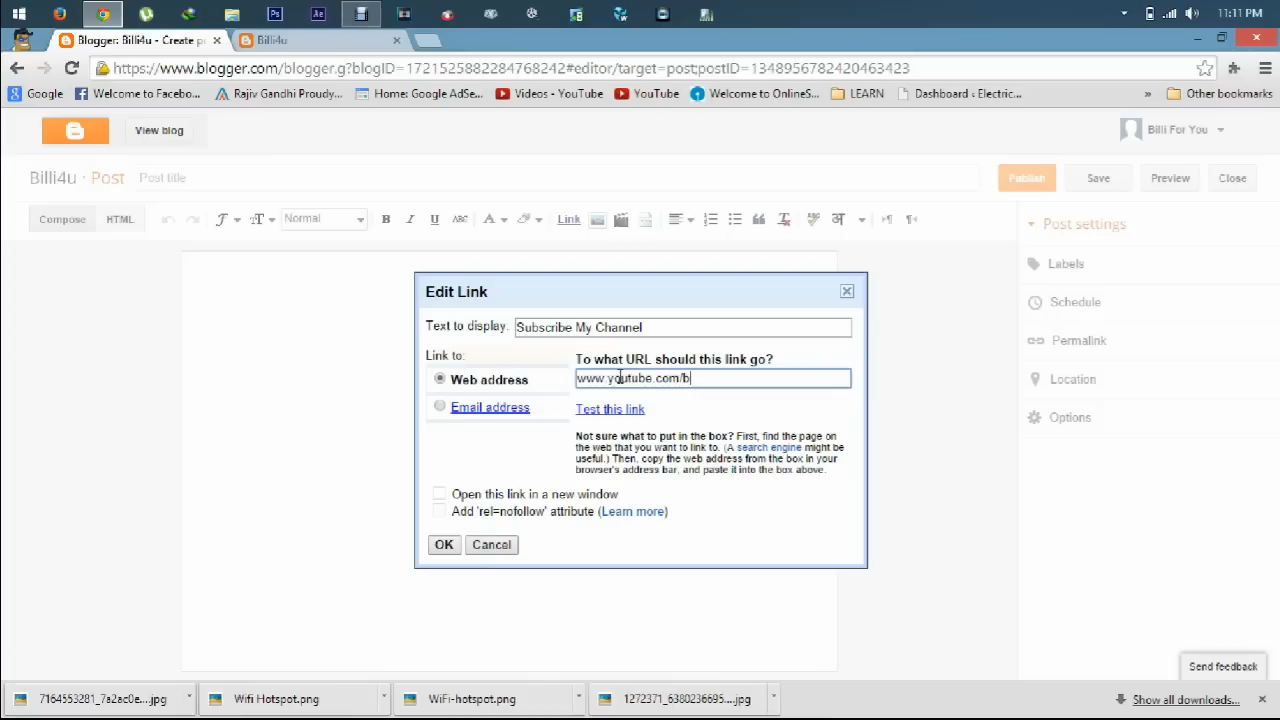 11:11 PM
Blogger: Billi4u - Create p
Billi4u
https://www.blogger.com/blogger.g?blogID=1721525882284768242#editor/target=postpostID=1348956782420463423
Google Welcome to Facebo... Rajiv Gandhi Proudy... Home: Google AdSe... Videos - YouTube YouTube Welcome to OnlineS... LEARN Dashboard ‹ Electric... » Other bookmarks
View blog
Billi For You
Billi4u · Post Post title
Publish Save Preview Close
Compose HTML Normal B I U ABC A Link
Post settings
Labels
Schedule
Permalink
Location
Options
Edit Link
Text to display: Subscribe My Channel
Link to:
Web address
Email address
To what URL should this link go?
www.youtube.com/b
Test this link
Not sure what to put in the box? First, find the page on
the web that you want to link to. (A search engine might be
useful.) Then, copy the web address from the box in your
browser's address bar, and paste it into the box above.
Open this link in a new window
Add 'rel=nofollow' attribute (Learn more)
OK Cancel
Send feedback
7164553281_7a2ac0e....jpg Wifi Hotspot.png WiFi-hotspot.png 1272371_6380236695....jpg Show all downloads...